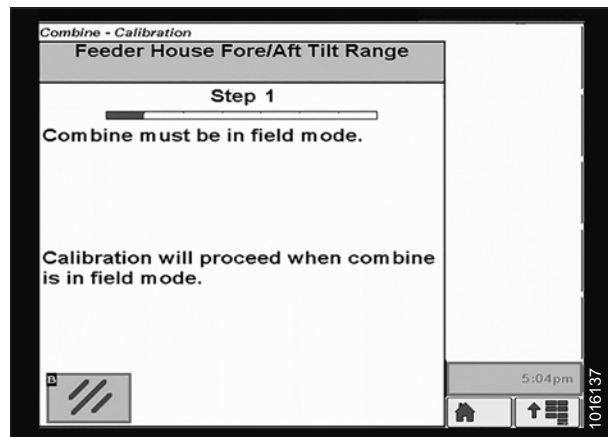 Combine - Calibration
Feeder House Fore/Aft Tilt Range
Step 1
Combine must be in field mode.
Calibration will proceed when combine
is in field mode.
B
5:04pm
1016137